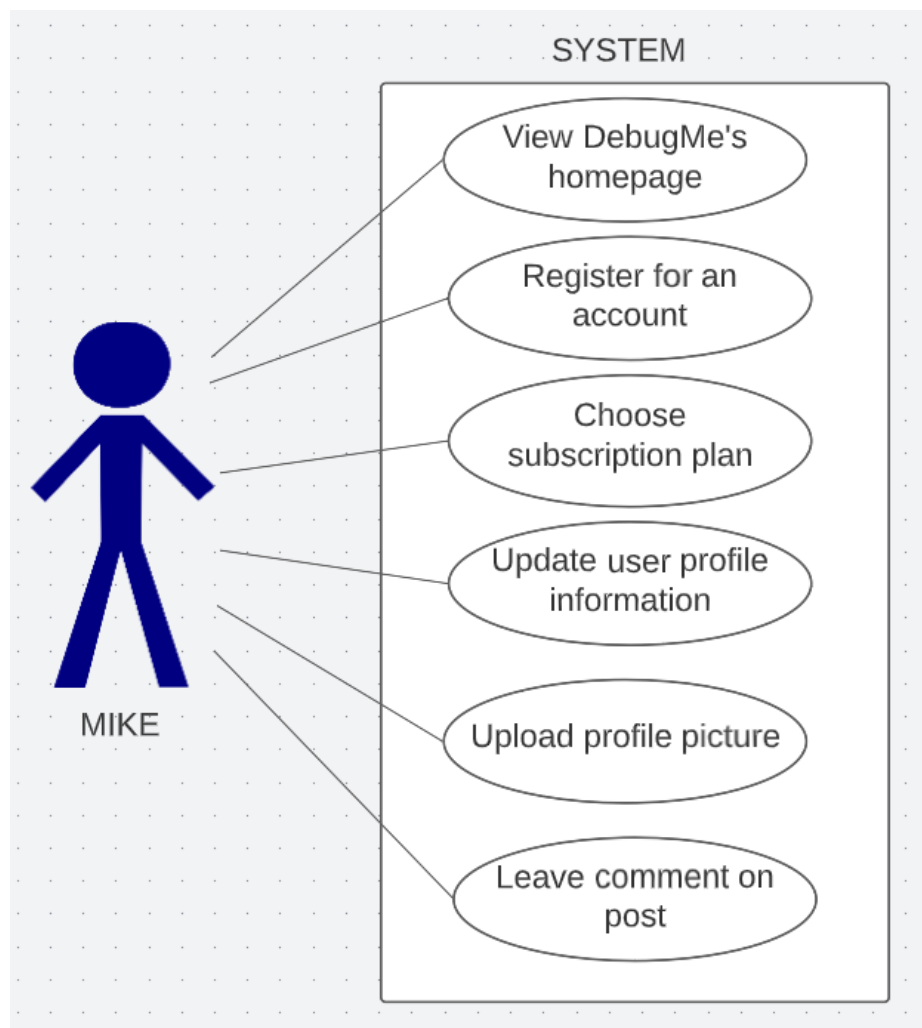 SYSTEM
View DebugMe's
homepage
Register for an
account
Choose
subscription plan
Update user profile
information
Upload profile picture
Leave comment on
post
MIKE